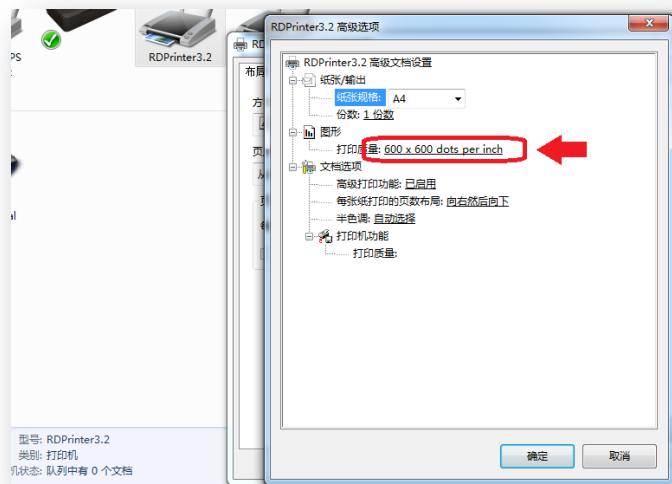 RDPrinter3.2 高级选项
PS
RDPrinter3.2
RD
RDPrinter3.2 高级文档设置
纸张/输出
布局
纸张规格: A4
方
份数: 1 份数
图形
页
打印质量: 600 x 600 dots per inch
从
文档选项
高级打印功能: 已启用
每张纸打印的页数布局: 向右然后向下
al
半色调: 自动选择
打印机功能
打印质量:
型号: RDPrinter3.2
类别: 打印机
机状态: 队列中有 0 个文档
确定
取消